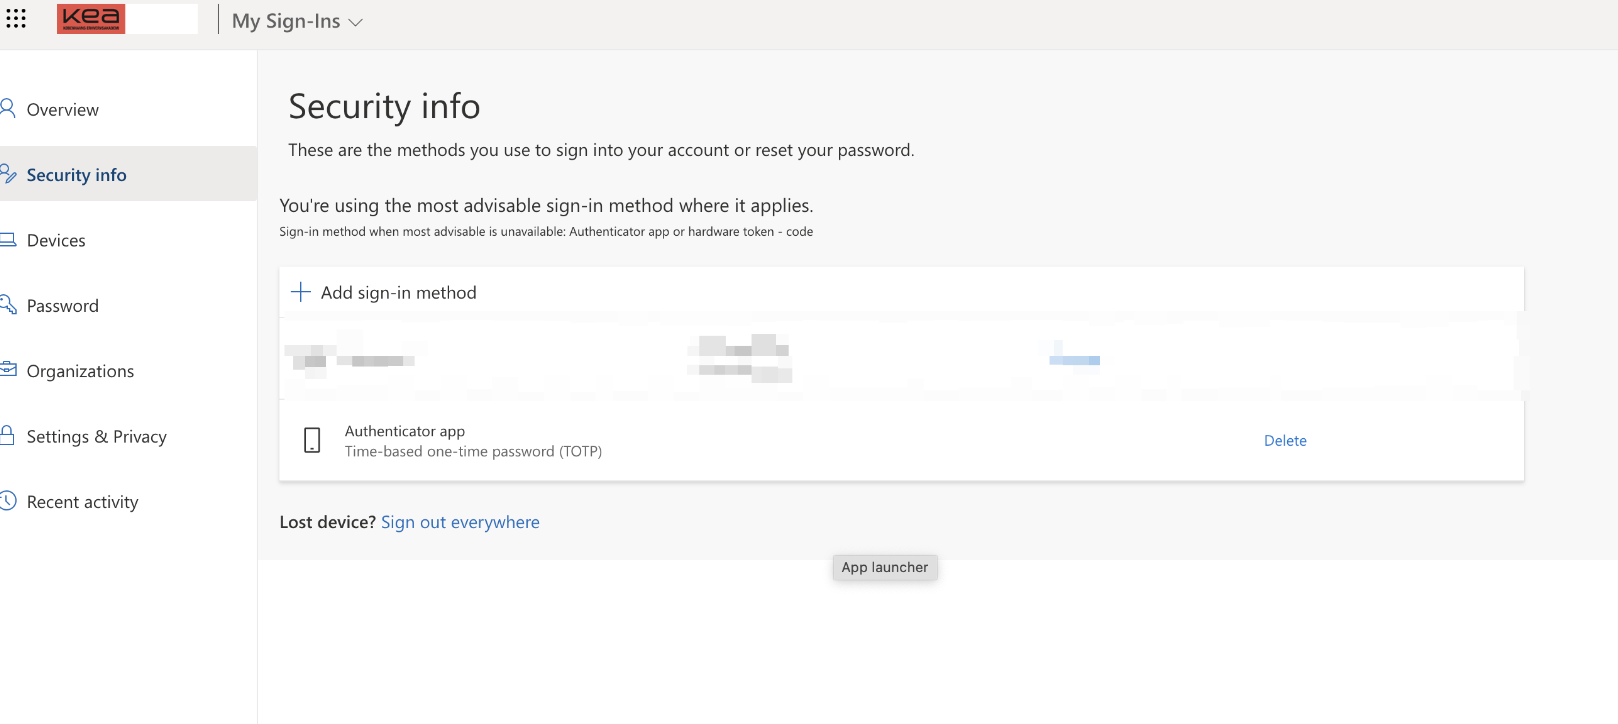 kea
My Sign-Ins
Overview
Security info
Devices
Password
Organizations
Settings & Privacy
Recent activity
Security info
These are the methods you use to sign into your account or reset your password.
You're using the most advisable sign-in method where it applies.
Sign-in method when most advisable is unavailable: Authenticator app or hardware token - code
Add sign-in method
Authenticator app
Time-based one-time password (TOTP)
Delete
Lost device? Sign out everywhere
App launcher